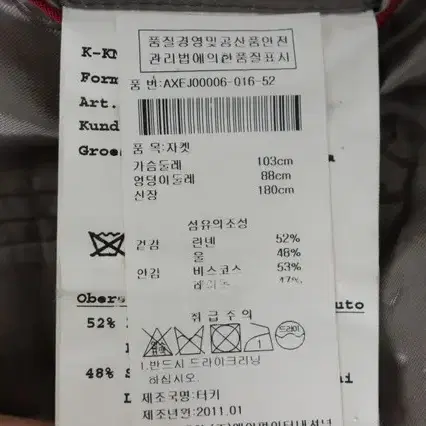 품질경영및공산품안전
관리법에의한품질표시
품 번:AXEJ00006-Q16-52
K-KN
Form
Art.
Kund
Groe
품 목:자켓
가슴둘레 103cm
엉덩이둘레 88cm
신장 180cm
섬유의조성
겉감 린넨 52%
울 48%
안감 비스코스 53%
47%
Ober
uto
52%
48% S
취 급 주 의
1
드라이
1.반드시 드라이크리닝
하십시오.
제조국명:터키
제조년월:2011.01